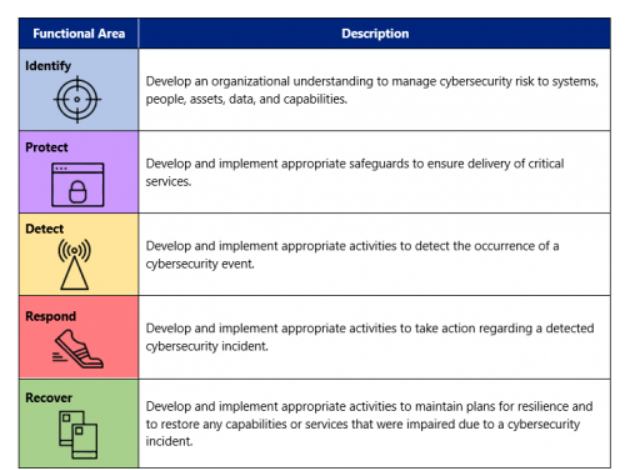 Functional Area
Description
Identify
Develop an organizational understanding to manage cybersecurity risk to systems,
people, assets, data, and capabilities.
Protect
Develop and implement appropriate safeguards to ensure delivery of critical
services.
Detect
Develop and implement appropriate activities to detect the occurrence of a
cybersecurity event.
Respond
Develop and implement appropriate activities to take action regarding a detected
cybersecurity incident.
Recover
Develop and implement appropriate activities to maintain plans for resilience and
to restore any capabilities or services that were impaired due to a cybersecurity
incident.